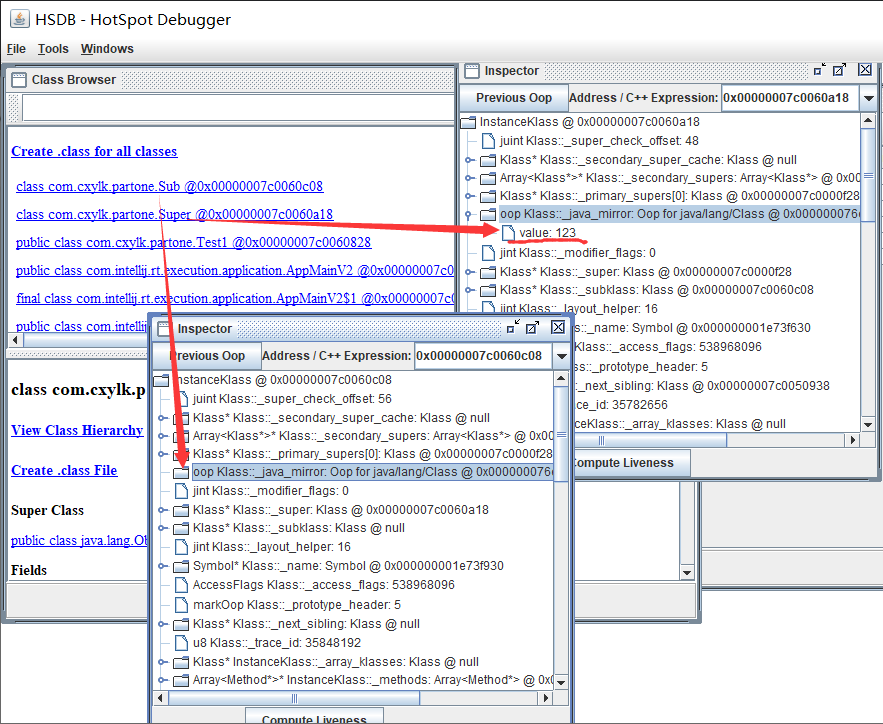 HSDB - HotSpot Debugger
File Tools Windows
Class Browser
Create .class for all classes
class com.cxylk.partone.Sub @0x00000007c0060c08
class com.cxylk.partone.Super @0x00000007c0060a18
public class com.cxylk.partone.Test1 @0x00000007c0060828
public class com.intellij.rt.execution.application.AppMainV2 @0x00000007c0
final class com.intellij.rt.execution.application.AppMainV2$1 @0x00000007c0
public class com.intellij
class com.cxylk.p
View Class Hierarchy
Create .class File
Super Class
public class java.lang.Ob
Fields
Inspector
Previous Oop Address / C++ Expression: 0x00000007c0060a18
InstanceKlass @ 0x00000007c0060a18
juint Klass::_super_check_offset: 48
Klass* Klass::_secondary_super_cache: Klass @ null
Array<Klass*>* Klass::_secondary_supers: Array<Klass*> @ 0x00
Klass* Klass::_primary_supers[0]: Klass @ 0x00000007c0000f28
oop Klass::_java_mirror: Oop for java/lang/Class @ 0x000000076
value: 123
jint Klass::_modifier_flags: 0
Klass* Klass::_super: Klass @ 0x00000007c0000f28
Klass* Klass::_subklass: Klass @ 0x00000007c0060c08
jint Klass::_layout_helper: 16
::_name: Symbol @ 0x000000001e73f630
::_access_flags: 538968096
s::_prototype_header: 5
::_next_sibling: Klass @ 0x00000007c0050938
ce_id: 35782656
nceKlass::_array_klasses: Klass @ null
Compute Liveness
Inspector
Previous Oop Address / C++ Expression: 0x00000007c0060c08
InstanceKlass @ 0x00000007c0060c08
juint Klass::_super_check_offset: 56
Klass* Klass::_secondary_super_cache: Klass @ null
Array<Klass*>* Klass::_secondary_supers: Array<Klass*> @ 0x00
Klass* Klass::_primary_supers[0]: Klass @ 0x00000007c0000f28
oop Klass::_java_mirror: Oop for java/lang/Class @ 0x000000076
jint Klass::_modifier_flags: 0
Klass* Klass::_super: Klass @ 0x00000007c0060a18
Klass* Klass::_subklass: Klass @ null
jint Klass::_layout_helper: 16
Symbol* Klass::_name: Symbol @ 0x000000001e73f930
AccessFlags Klass::_access_flags: 538968096
markOop Klass::_prototype_header: 5
Klass* Klass::_next_sibling: Klass @ null
u8 Klass::_trace_id: 35848192
Klass* InstanceKlass::_array_klasses: Klass @ null
Array<Method*>* InstanceKlass::_methods: Array<Method*> @ 0x0
Compute Liveness